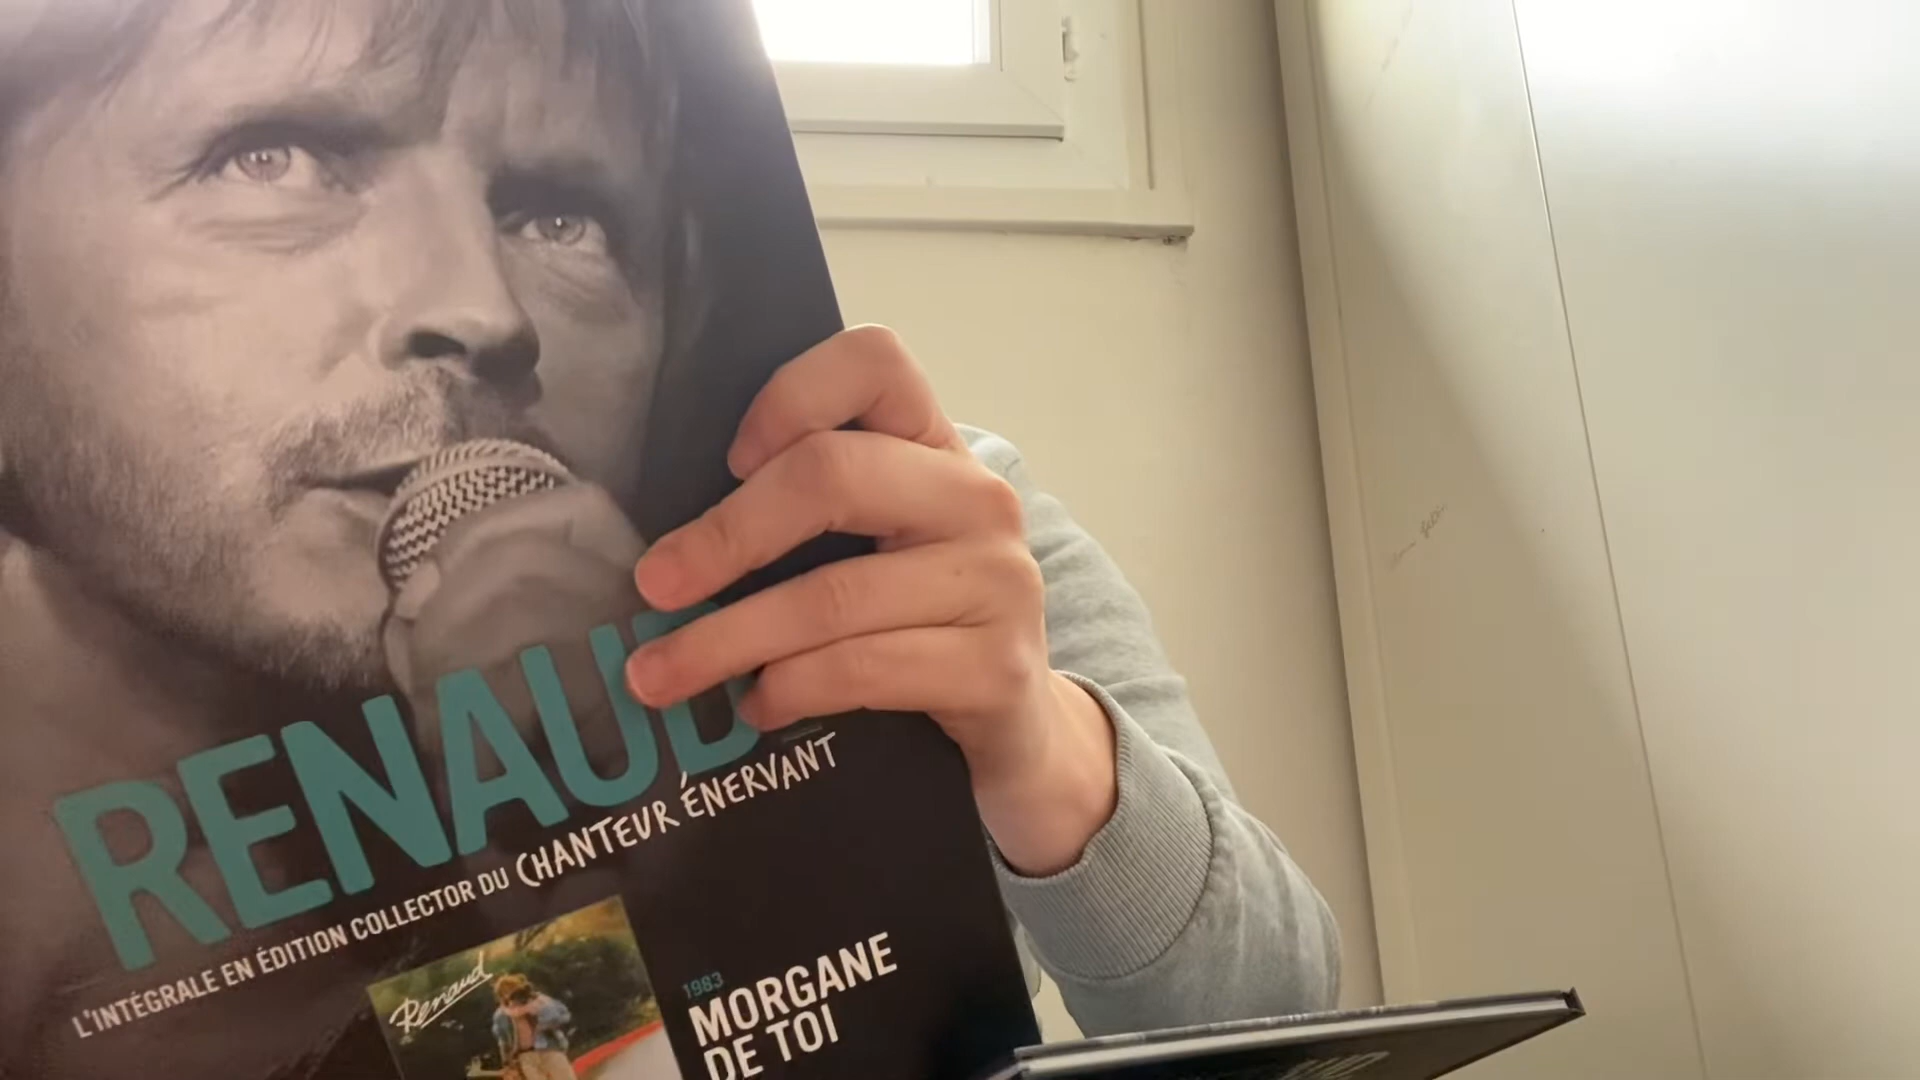 RENAUD
L'INTÉGRALE EN ÉDITION COLLECTOR DU CHANTEUR ÉNERVANT
Renaud
1983
MORGANE
DE TOI